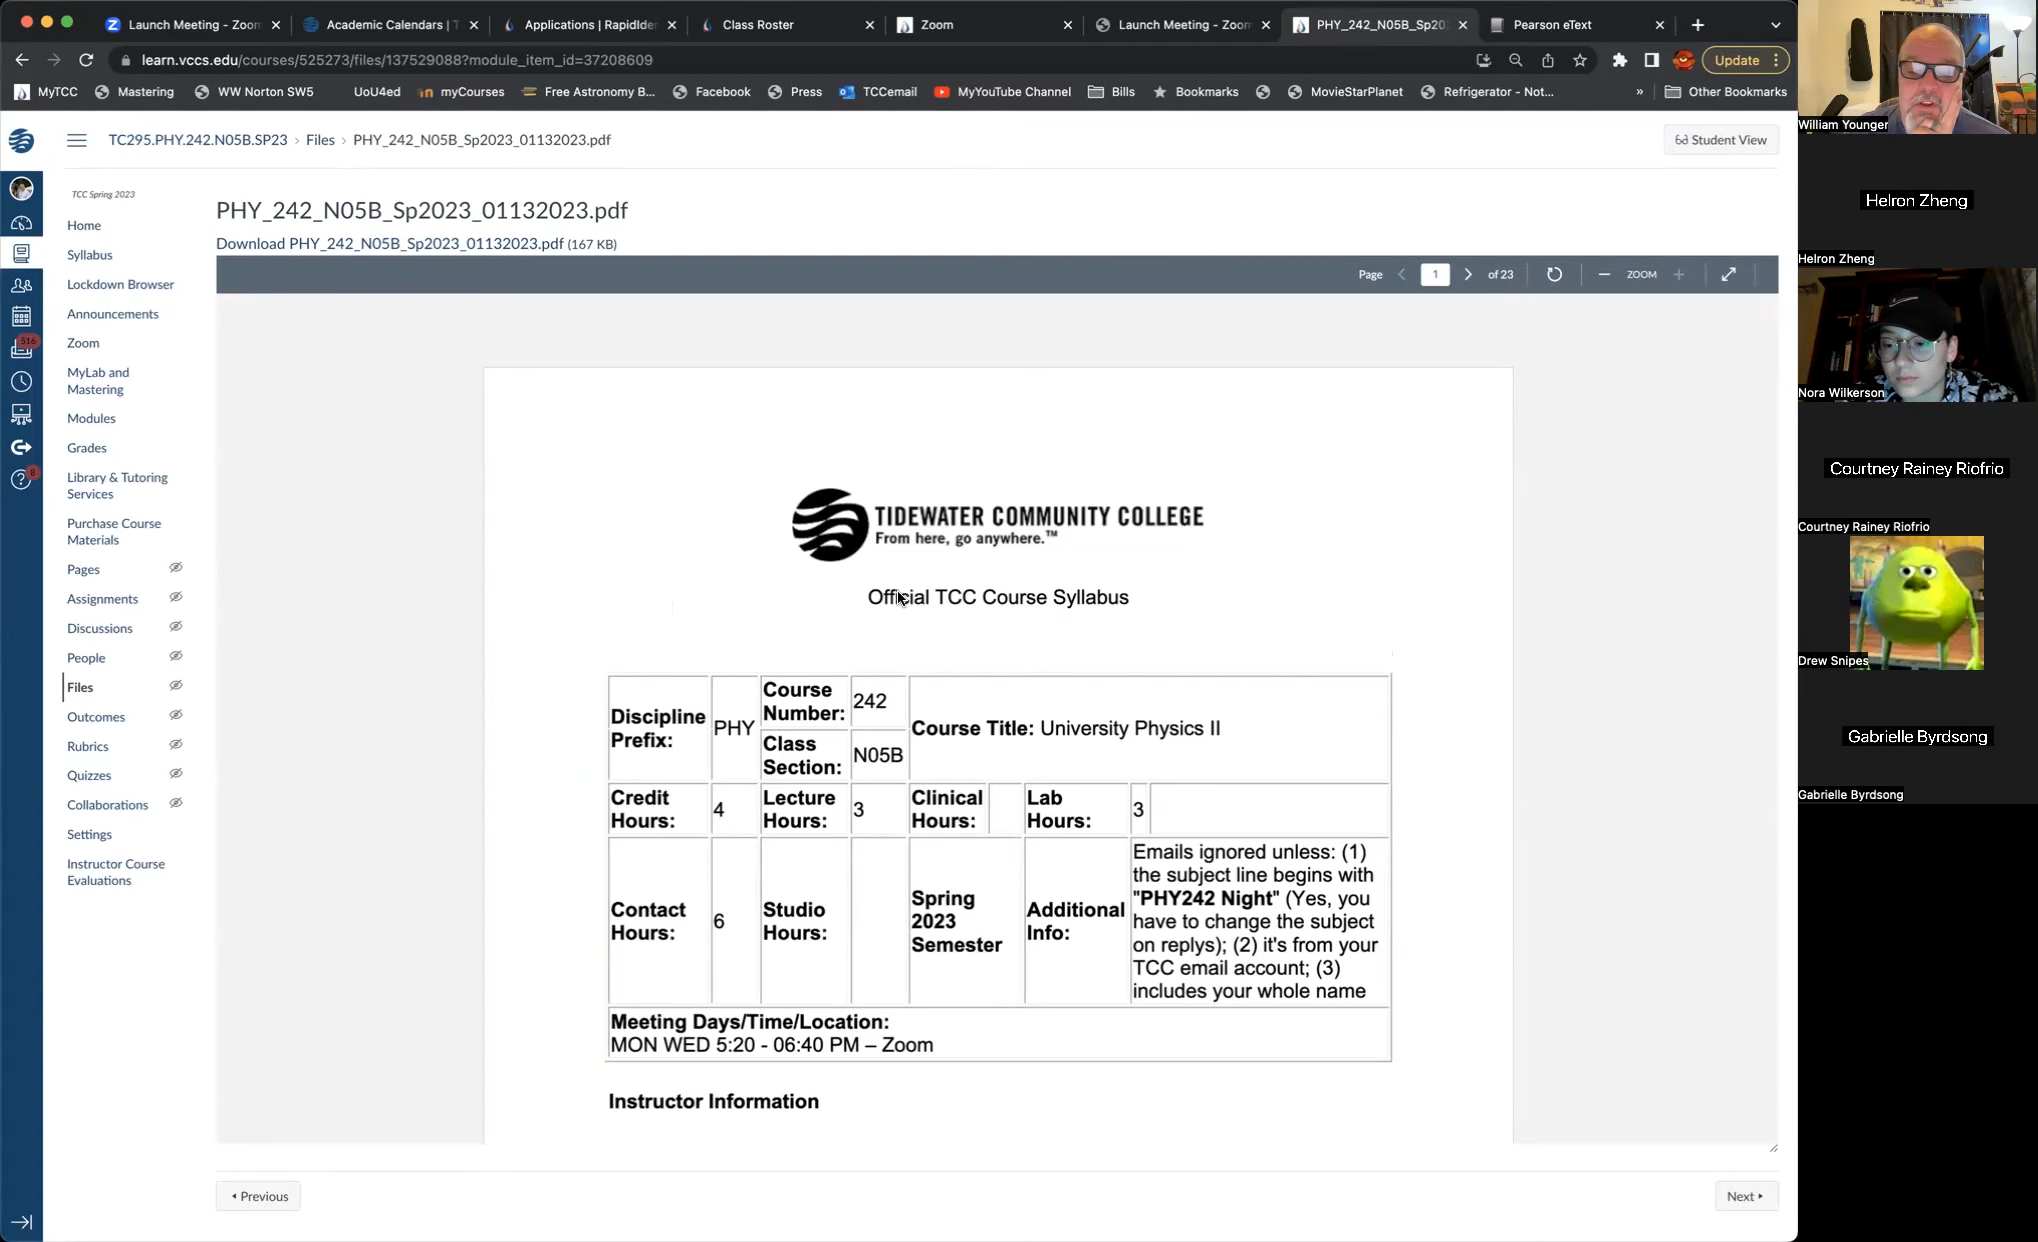 Launch Meeting - Zoom
Academic Calendars | T
Applications | RapidIden
Class Roster
Zoom
Launch Meeting - Zoom
PHY_242_N05B_Sp20
Pearson eText
learn.vccs.edu/courses/525273/files/137529088?module_item_id=37208609
Update
MyTCC
Mastering
WW Norton SW5
UoU4ed
myCourses
Free Astronomy B...
Facebook
Press
TCCemail
MyYouTube Channel
Bills
Bookmarks
MovieStarPlanet
Refrigerator - Not...
»
Other Bookmarks
TC295.PHY.242.N05B.SP23 › Files › PHY_242_N05B_Sp2023_01132023.pdf
Student View
TCC Spring 2023
Home
Syllabus
Lockdown Browser
Announcements
Zoom
MyLab and
Mastering
Modules
Grades
Library & Tutoring
Services
Purchase Course
Materials
Pages
Assignments
Discussions
People
Files
Outcomes
Rubrics
Quizzes
Collaborations
Settings
Instructor Course
Evaluations
516
8
PHY_242_N05B_Sp2023_01132023.pdf
Download PHY_242_N05B_Sp2023_01132023.pdf (167 KB)
Page 1 of 23
ZOOM
TIDEWATER COMMUNITY COLLEGE
From here, go anywhere.™
Official TCC Course Syllabus
Discipline
Prefix:
PHY
Course
Number:
242
Class
Section:
N05B
Course Title: University Physics II
Credit
Hours:
4
Lecture
Hours:
3
Clinical
Hours:
Lab
Hours:
3
Contact
Hours:
6
Studio
Hours:
Spring
2023
Semester
Additional
Info:
Emails ignored unless: (1)
the subject line begins with
"PHY242 Night" (Yes, you
have to change the subject
on replys); (2) it's from your
TCC email account; (3)
includes your whole name
Meeting Days/Time/Location:
MON WED 5:20 - 06:40 PM – Zoom
Instructor Information
Previous
Next
William Younger
Helron Zheng
Helron Zheng
Nora Wilkerson
Courtney Rainey Riofrio
Courtney Rainey Riofrio
Drew Snipes
Gabrielle Byrdsong
Gabrielle Byrdsong